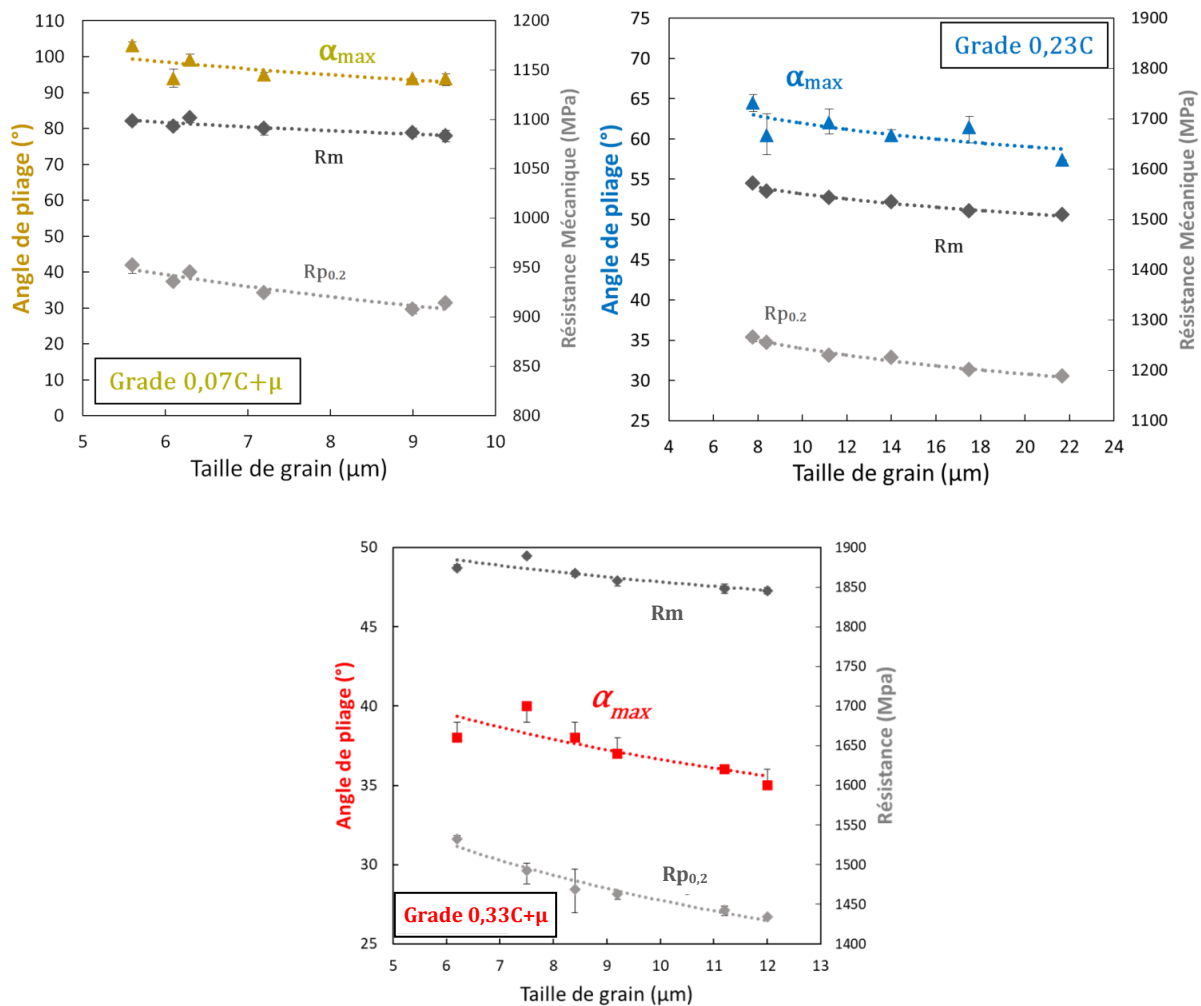 110
100
90
80
70
60
50
40
30
20
10
0
Angle de pliage (°)
α max
Rm
Rp0.2
Grade 0,07C+µ
1200
1150
1100
1050
1000
950
900
850
800
Résistance Mécanique (MPa)
5 6 7 8 9 10
Taille de grain (µm)
75
70
65
60
55
50
45
40
35
30
25
Angle de pliage (°)
Grade 0,23C
α max
Rm
Rp0.2
1900
1800
1700
1600
1500
1400
1300
1200
1100
Résistance Mécanique (MPa)
4 6 8 10 12 14 16 18 20 22 24
Taille de grain (µm)
50
45
40
35
30
25
Angle de pliage (°)
Rm
α max
Rp0,2
Grade 0,33C+µ
1900
1850
1800
1750
1700
1650
1600
1550
1500
1450
1400
Résistance (Mpa)
5 6 7 8 9 10 11 12 13
Taille de grain (µm)